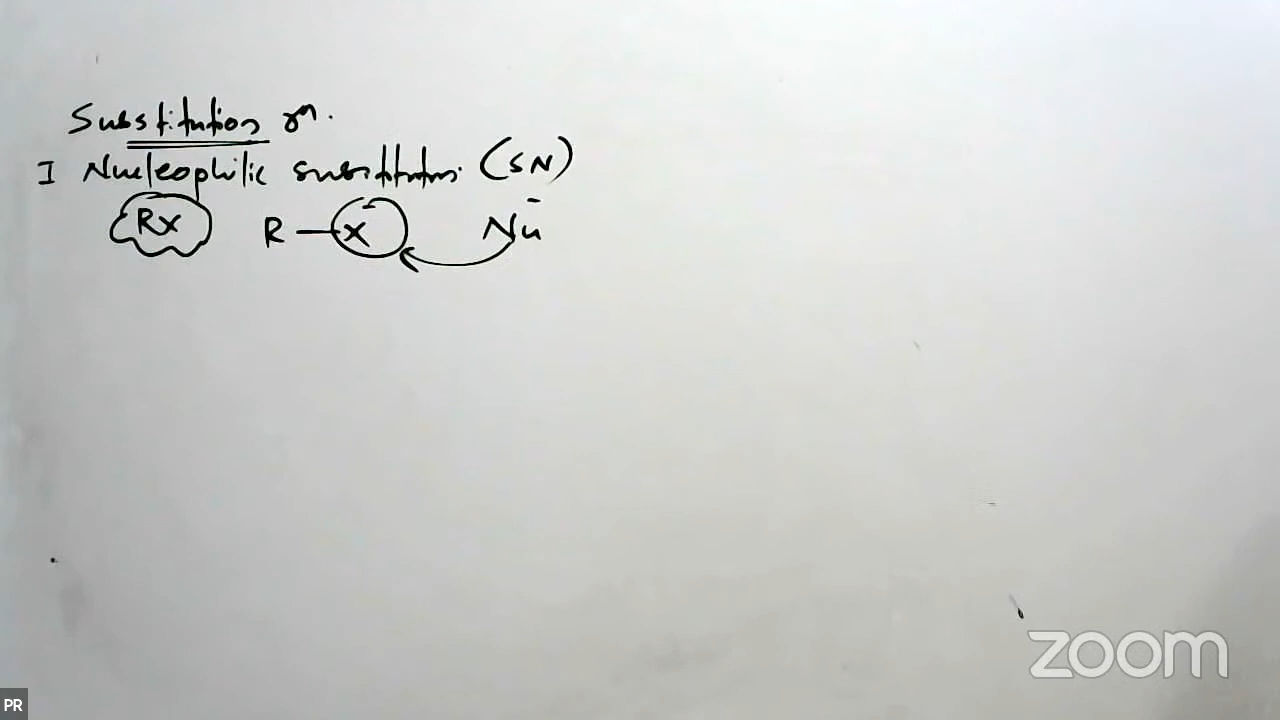 Substitution rn.
I Nucleophilic substitution. (SN)
RX R — X Nu-
zoom
PR